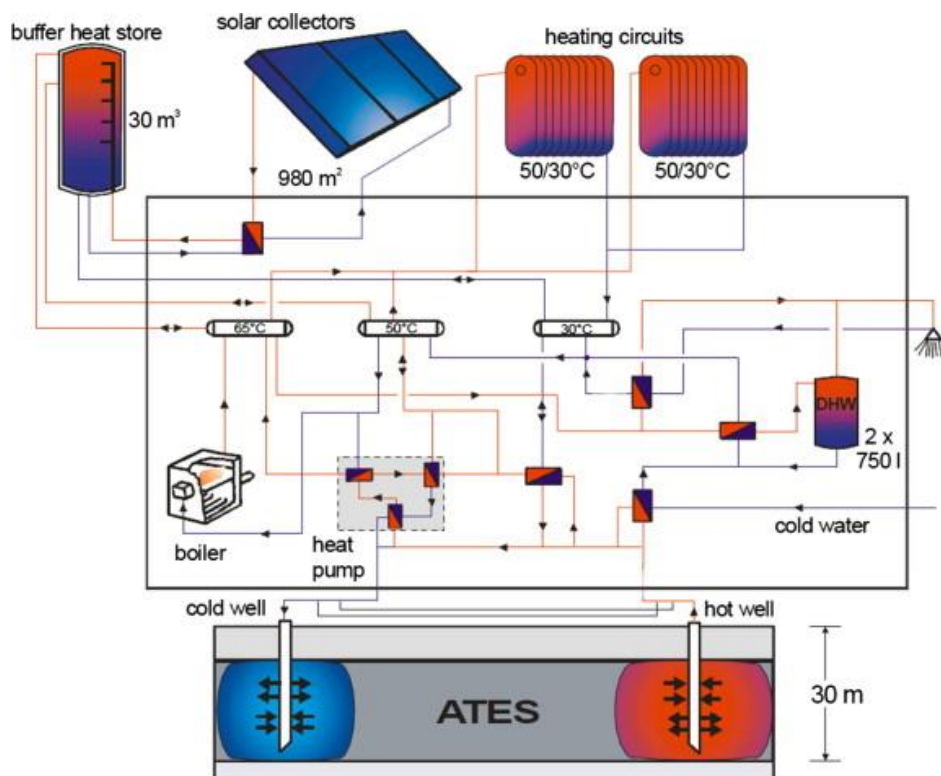 buffer heat store
solar collectors
heating circuits
30 m³
980 m²
50/30°C
50/30°C
65°C
50°C
30°C
DHW
2 x
750 l
boiler
heat
pump
cold water
cold well
hot well
ATES
30 m